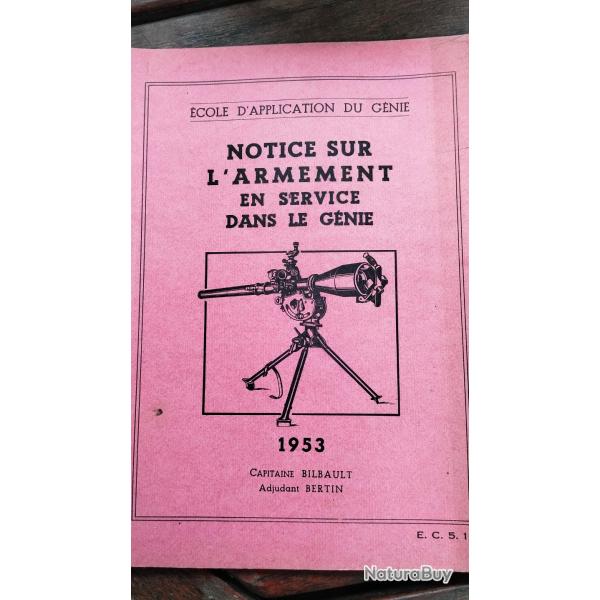 ÉCOLE D'APPLICATION DU GÉNIE
NOTICE SUR
L'ARMEMENT
EN SERVICE
DANS LE GÉNIE
1953
CAPITAINE BILBAULT
Adjudant BERTIN
E. C. 5. 1
NaturaBuy